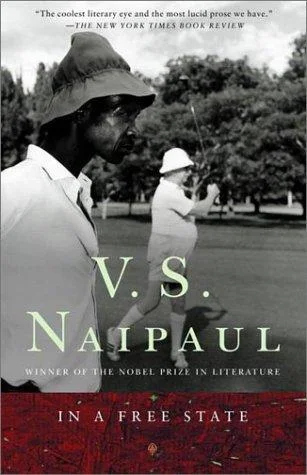 "The coolest literary eye and the most lucid prose we have."
—THE NEW YORK TIMES BOOK REVIEW
V. S.
NAIPAUL
WINNER OF THE NOBEL PRIZE IN LITERATURE
IN A FREE STATE